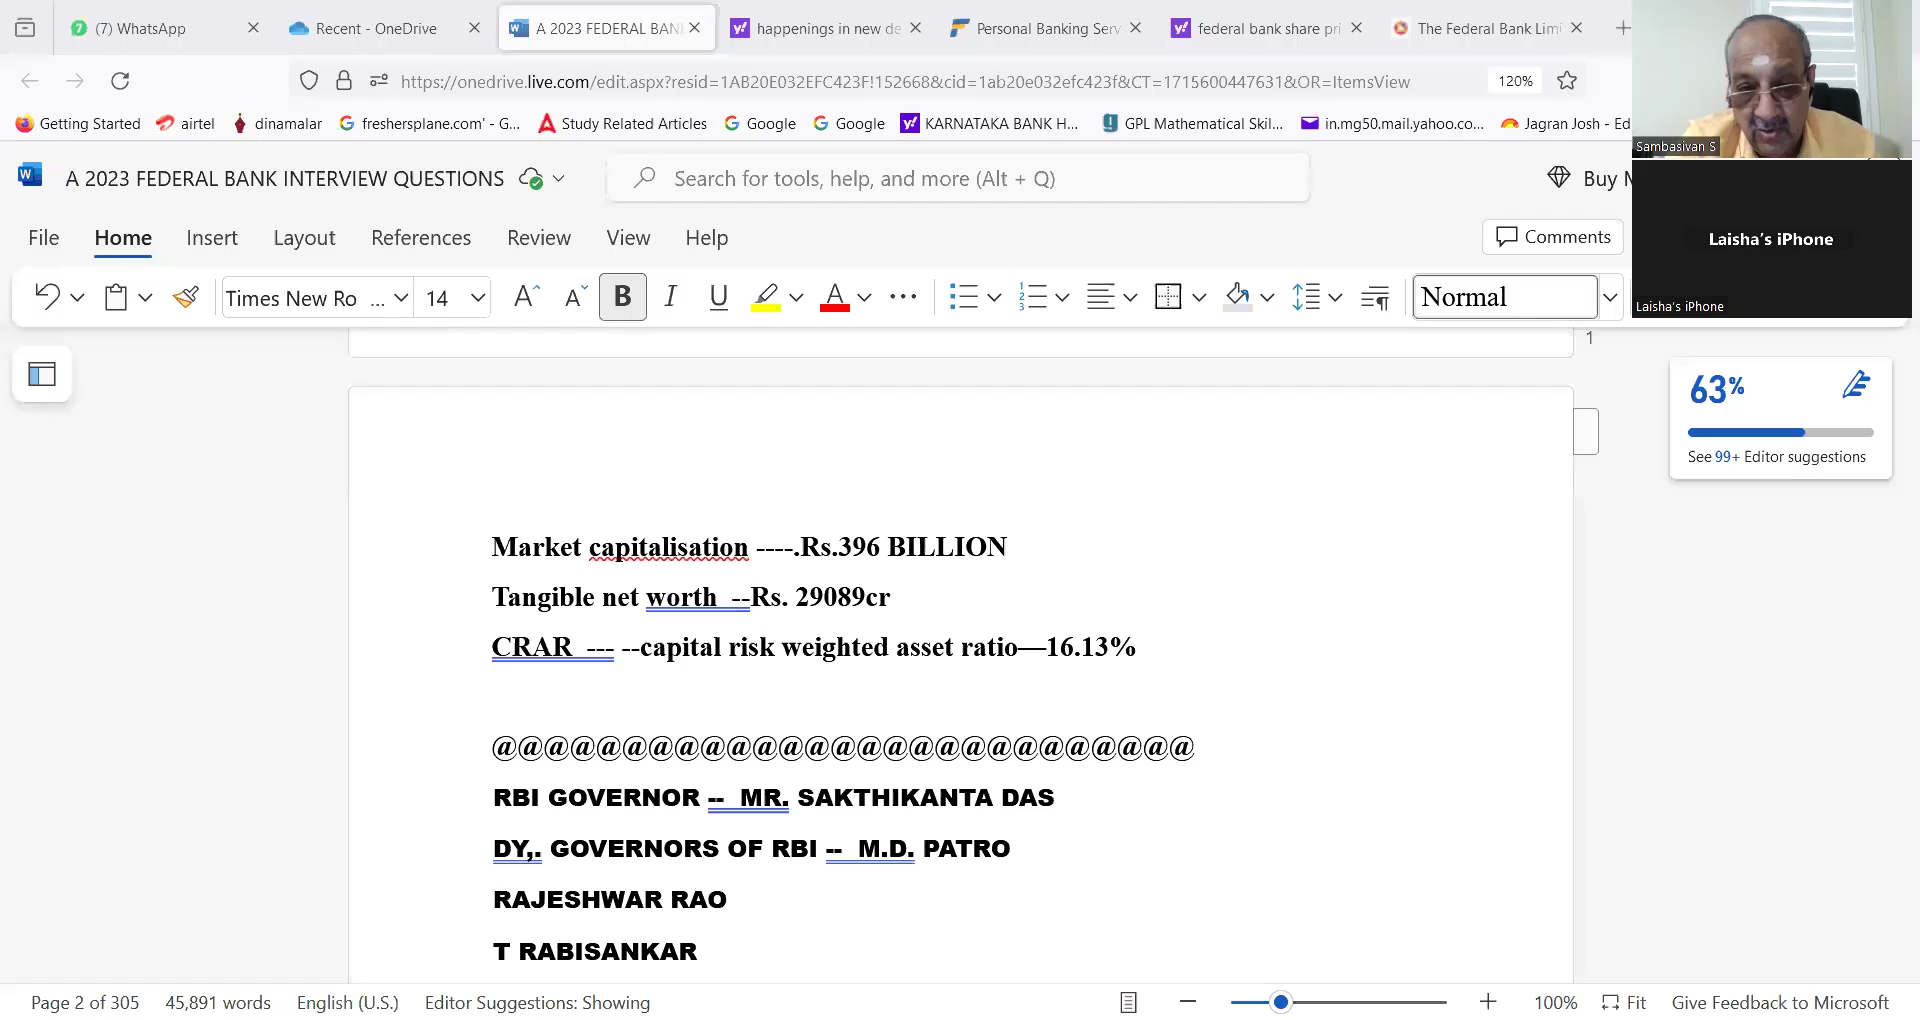 (7) WhatsApp
Recent - OneDrive
A 2023 FEDERAL BAN
happenings in new de
Personal Banking Serv
federal bank share pri
The Federal Bank Lim
https://onedrive.live.com/edit.aspx?resid=1AB20E032EFC423F!152668&cid=1ab20e032efc423f&CT=1715600447631&OR=ItemsView
120%
Getting Started
airtel
dinamalar
freshersplane.com' - G...
Study Related Articles
Google
Google
KARNATAKA BANK H...
GPL Mathematical Skil...
in.mg50.mail.yahoo.co...
Jagran Josh - Ed
Sambasivan S
A 2023 FEDERAL BANK INTERVIEW QUESTIONS
Search for tools, help, and more (Alt + Q)
Buy
Laisha's iPhone
Laisha's iPhone
File Home Insert Layout References Review View Help
Comments
Times New Ro ... 14
B I U A
Normal
1
63%
See 99+ Editor suggestions
Market capitalisation ----.Rs.396 BILLION
Tangible net worth --Rs. 29089cr
CRAR --- --capital risk weighted asset ratio—16.13%
@@@@@@@@@@@@@@@@@@@@@@@@@@@
RBI GOVERNOR -- MR. SAKTHIKANTA DAS
DY,. GOVERNORS OF RBI -- M.D. PATRO
RAJESHWAR RAO
T RABISANKAR
Page 2 of 305
45,891 words
English (U.S.)
Editor Suggestions: Showing
100%
Fit
Give Feedback to Microsoft